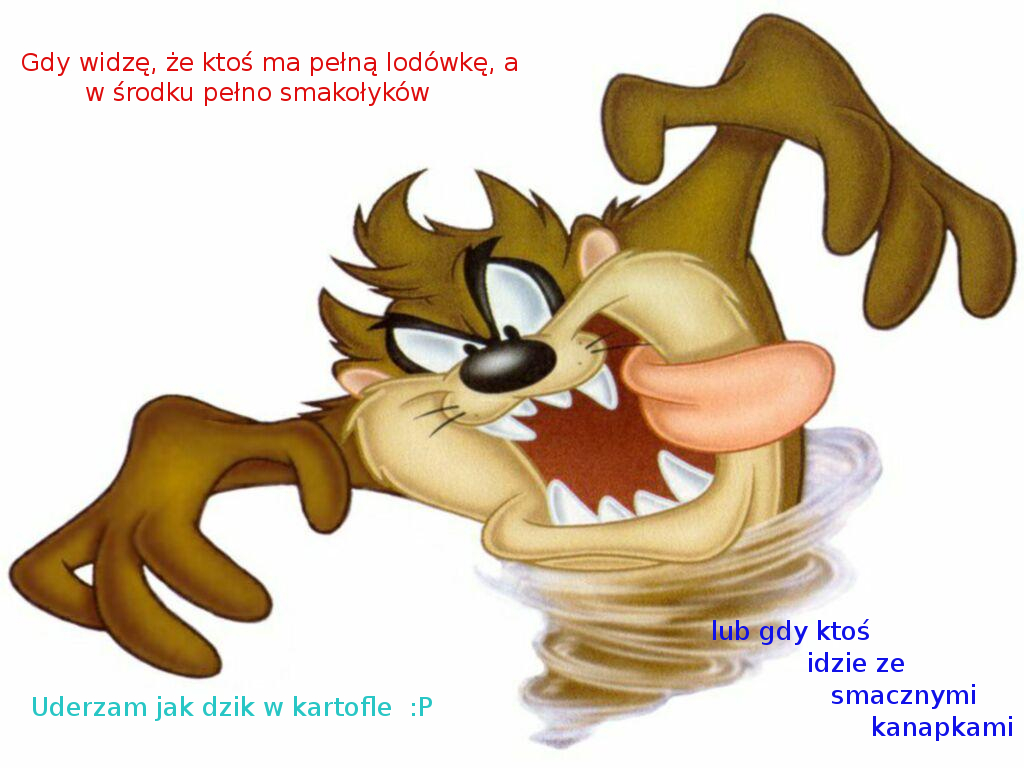 Gdy widzę, że ktoś ma pełną lodówkę, a
w środku pełno smakołyków
lub gdy ktoś
idzie ze
smacznymi
kanapkami
Uderzam jak dzik w kartofle  :P